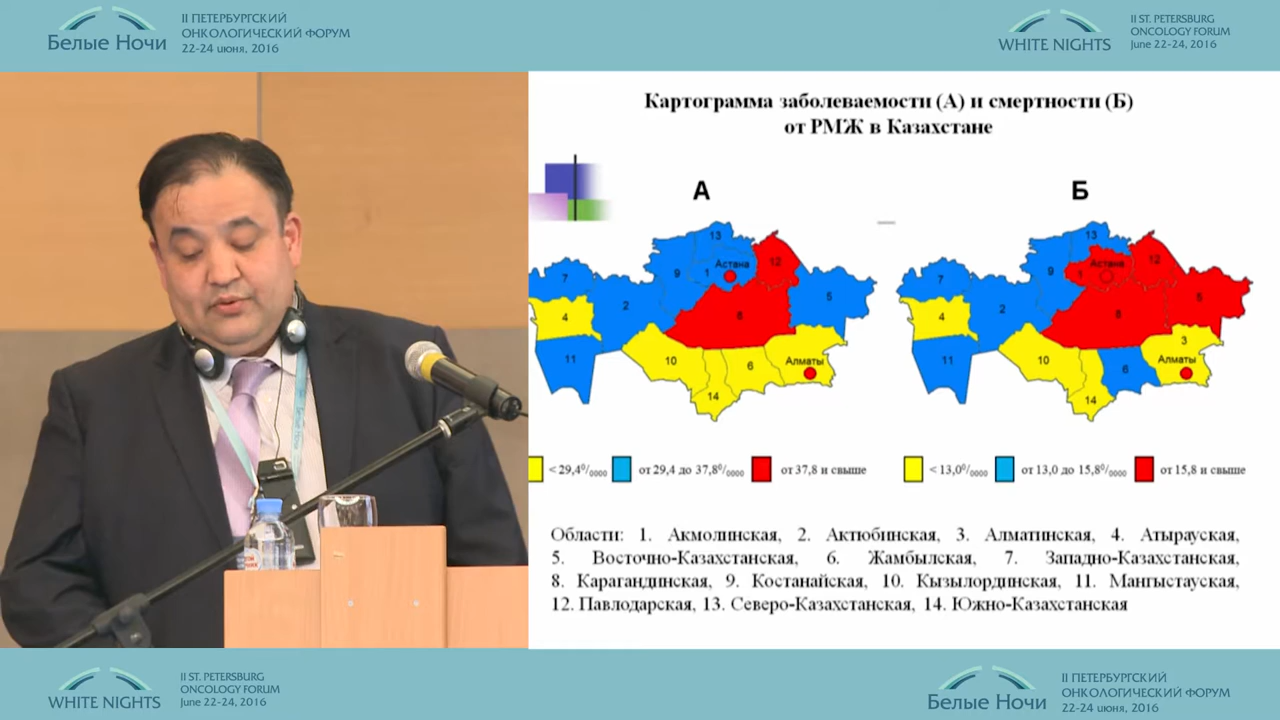 Белые Ночи
II ПЕТЕРБУРГСКИЙ
ОНКОЛОГИЧЕСКИЙ ФОРУМ
22-24 июня, 2016
WHITE NIGHTS
II ST. PETERSBURG
ONCOLOGY FORUM
June 22-24, 2016
Картограмма заболеваемости (А) и смертности (Б)
от РМЖ в Казахстане
А
Б
13
12
9
1
Астана
7
2
5
4
8
11
10
6
Алматы
14
13
12
9
1
Астана
7
2
5
4
8
3
11
10
6
Алматы
14
< 29,4⁰/₀₀₀₀ от 29,4 до 37,8⁰/₀₀₀₀ от 37,8 и свыше
< 13,0⁰/₀₀₀₀ от 13,0 до 15,8⁰/₀₀₀₀ от 15,8 и свыше
Области: 1. Акмолинская, 2. Актюбинская, 3. Алматинская, 4. Атырауская,
5. Восточно-Казахстанская, 6. Жамбылская, 7. Западно-Казахстанская,
8. Карагандинская, 9. Костанайская, 10. Кызылординская, 11. Мангыстауская,
12. Павлодарская, 13. Северо-Казахстанская, 14. Южно-Казахстанская
WHITE NIGHTS
II ST. PETERSBURG
ONCOLOGY FORUM
June 22-24, 2016
Белые Ночи
II ПЕТЕРБУРГСКИЙ
ОНКОЛОГИЧЕСКИЙ ФОРУМ
22-24 июня, 2016